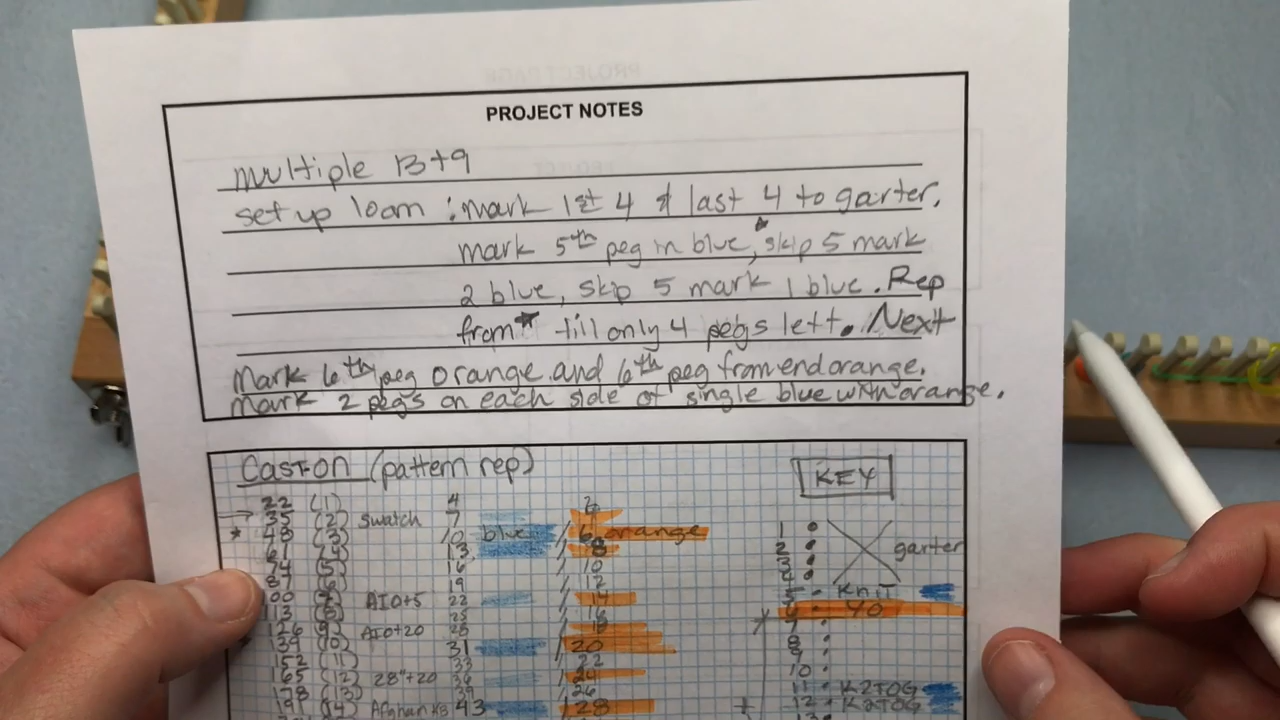 PROJECT NOTES
multiple 13+9
set up loom : mark 1st 4 & last 4 to garter.
mark 5th peg in blue, *skip 5 mark
2 blue, skip 5 mark 1 blue. Rep
from * till only 4 pegs left. Next
Mark 6th peg orange and 6th peg from end orange.
Mark 2 pegs on each side of single blue with orange.
Cast-on (pattern rep)
KEY
22 (1) 4
35 (2) Swatch 7
* 48 (3) 10 blue / 6 orange
61 (4) 13 / 8
74 (5) 16 / 10
87 (6) 19 / 12
100 (7) AIO+5 22 / 14
113 (8) 25 / 16
126 (9) AIO+20 28 / 18
139 (10) 31 / 20
152 (11) 33 / 22
165 (12) 28"+20 36 / 24
178 (13) 39 / 26
191 (14) Afghan 43 / 28
1
2 garter
3
4
5 Knit
6 YO
7
8
9
10
11 K2TOG
12 K2TOG
13